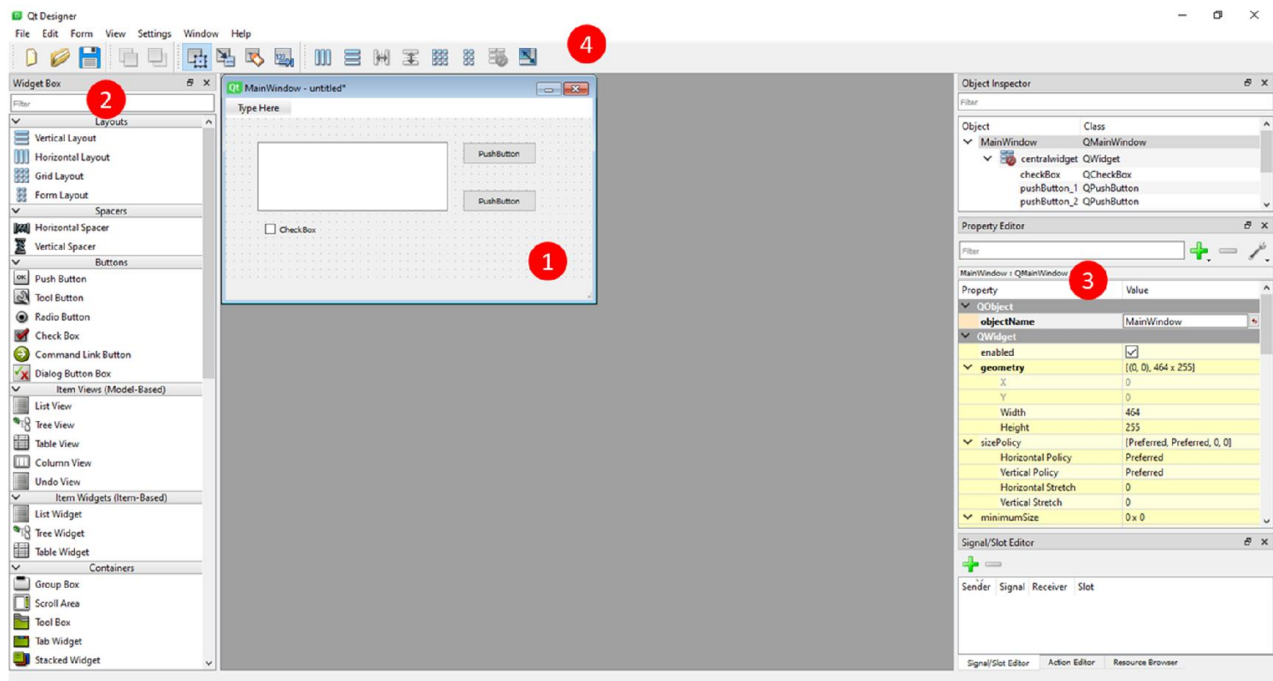 Qt Designer
File Edit Form View Settings Window Help
4
Widget Box
Filter
2
Layouts
Vertical Layout
Horizontal Layout
Grid Layout
Form Layout
Spacers
Horizontal Spacer
Vertical Spacer
Buttons
OK
Push Button
Tool Button
Radio Button
Check Box
Command Link Button
Dialog Button Box
Item Views (Model-Based)
List View
Tree View
Table View
Column View
Undo View
Item Widgets (Item-Based)
List Widget
Tree Widget
Table Widget
Containers
Group Box
Scroll Area
Tool Box
Tab Widget
Stacked Widget
Qt MainWindow - untitled*
Type Here
PushButton
PushButton
CheckBox
1
Object Inspector
Filter
Object Class
MainWindow QMainWindow
centralwidget QWidget
checkBox QCheckBox
pushButton_1 QPushButton
pushButton_2 QPushButton
Property Editor
Filter
MainWindow : QMainWindow
3
Property Value
QObject
objectName MainWindow
QWidget
enabled
geometry [(0, 0), 464 x 255]
X 0
Y 0
Width 464
Height 255
sizePolicy [Preferred, Preferred, 0, 0]
Horizontal Policy Preferred
Vertical Policy Preferred
Horizontal Stretch 0
Vertical Stretch 0
minimumSize 0 x 0
Signal/Slot Editor
Sender Signal Receiver Slot
Signal/Slot Editor Action Editor Resource Browser